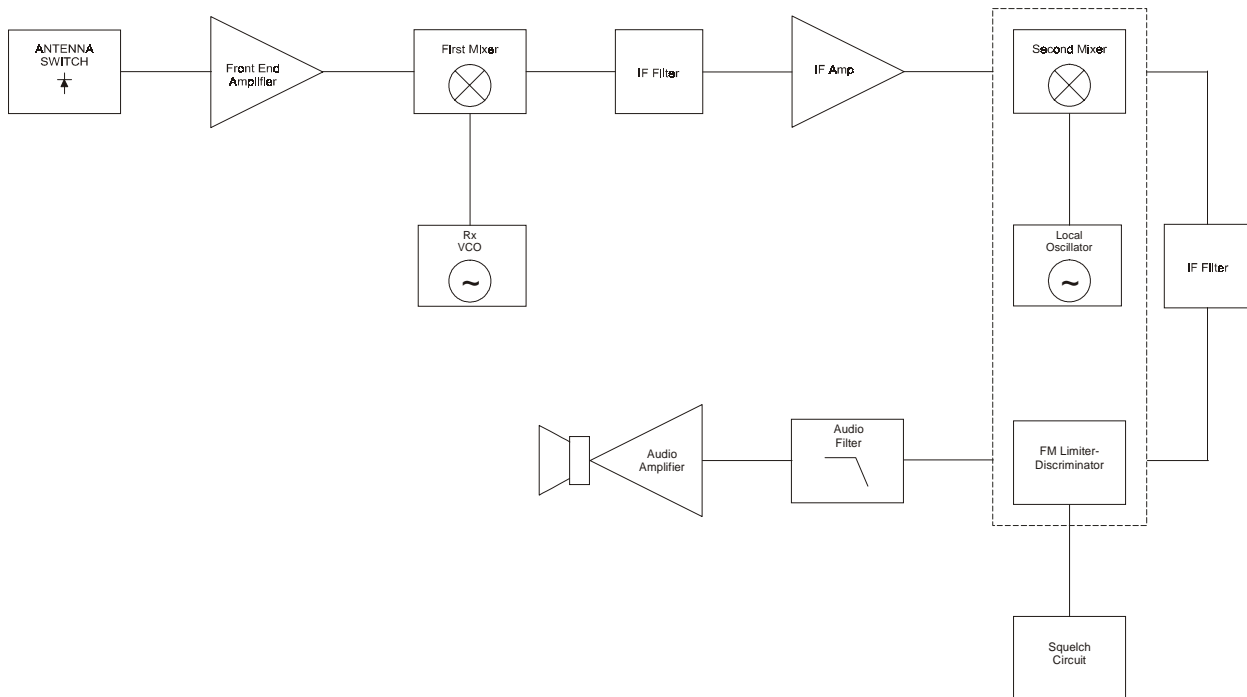 ANTENNA
SWITCH
Front End
Amplifier
First Mixer
IF Filter
IF Amp
Second Mixer
Rx
VCO
~
Local
Oscillator
~
IF Filter
Audio
Amplifier
Audio
Filter
FM Limiter-
Discriminator
Squelch
Circuit